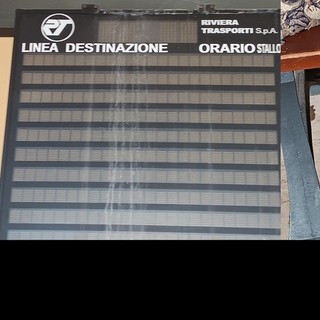 RT
RIVIERA
TRASPORTI S.p.A.
LINEA DESTINAZIONE ORARIO STALLO